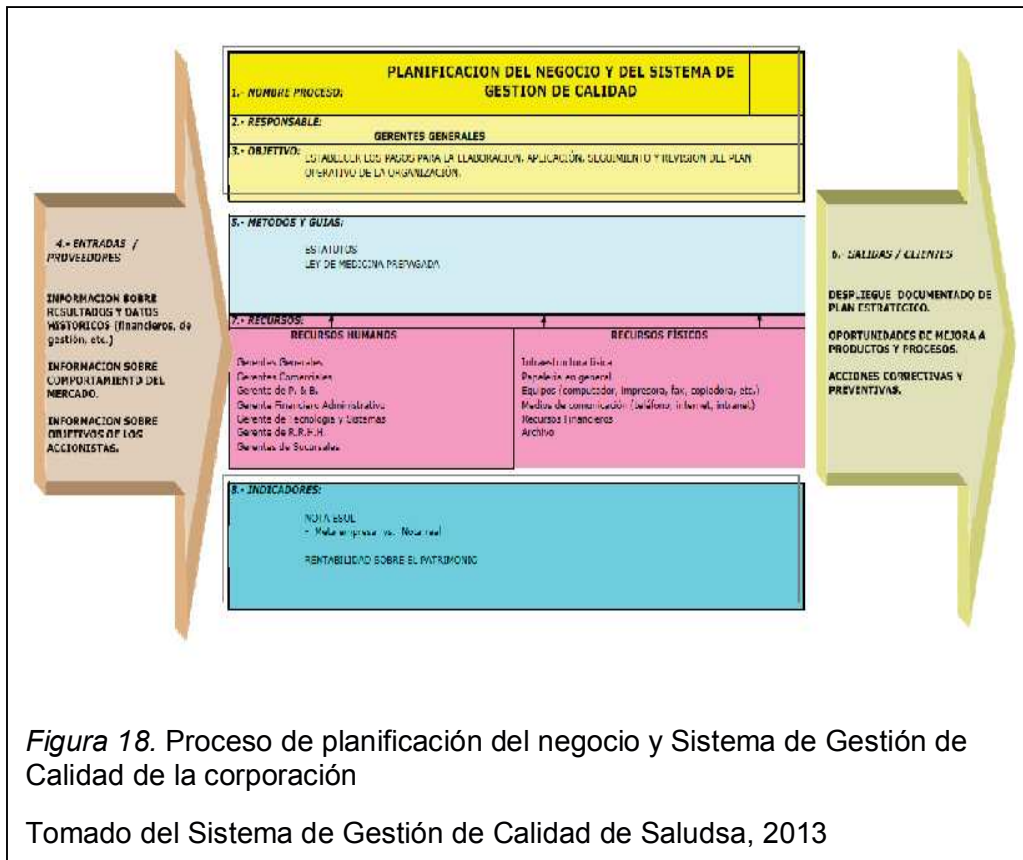 PLANIFICACION DEL NEGOCIO Y DEL SISTEMA DE
1.- NOMBRE PROCESO: GESTION DE CALIDAD
2.- RESPONSABLE:
GERENTES GENERALES
3.- OBJETIVO: ESTABLECER LOS PASOS PARA LA ELABORACION, APLICACIÓN, SEGUIMIENTO Y REVISION DEL PLAN
OPERATIVO DE LA ORGANIZACIÓN.
4.- ENTRADAS /
PROVEEDORES
INFORMACION SOBRE
RESULTADOS Y DATOS
HISTORICOS (financieros, de
gestión, etc.)
INFORMACION SOBRE
COMPORTAMIENTO DEL
MERCADO.
INFORMACION SOBRE
OBJETIVOS DE LOS
ACCIONISTAS.
5.- METODOS Y GUIAS:
ESTATUTOS
LEY DE MEDICINA PREPAGADA
7.- RECURSOS:
RECURSOS HUMANOS
Gerentes Generales
Gerentes Comerciales
Gerente de P. & B.
Gerente Financiero Administrativo
Gerente de Tecnología y Sistemas
Gerente de R.R.H.H.
Gerentes de Sucursales
RECURSOS FÍSICOS
Infraestructura física
Papelería en general
Equipos (computador, impresora, fax, copiadora, etc.)
Medios de comunicación (teléfono, internet, intranet)
Recursos Financieros
Archivo
8.- INDICADORES:
NOTA
- Meta empresa vs. Nota real
RENTABILIDAD SOBRE EL PATRIMONIO
6.- SALIDAS / CLIENTES
DESPLIEGUE DOCUMENTADO DE
PLAN ESTRATEGICO.
OPORTUNIDADES DE MEJORA A
PRODUCTOS Y PROCESOS.
ACCIONES CORRECTIVAS Y
PREVENTIVAS.
Figura 18. Proceso de planificación del negocio y Sistema de Gestión de
Calidad de la corporación
Tomado del Sistema de Gestión de Calidad de Saludsa, 2013